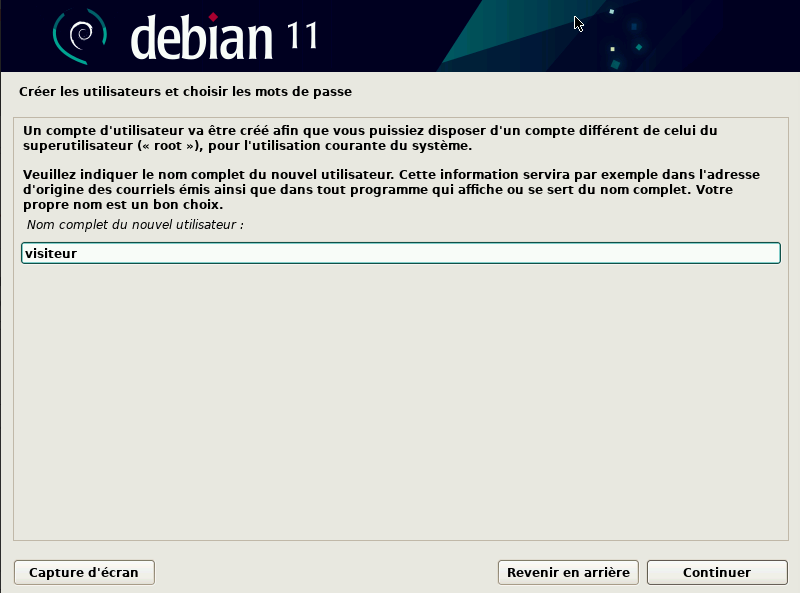 debian 11
Créer les utilisateurs et choisir les mots de passe
Un compte d'utilisateur va être créé afin que vous puissiez disposer d'un compte différent de celui du
superutilisateur (« root »), pour l'utilisation courante du système.
Veuillez indiquer le nom complet du nouvel utilisateur. Cette information servira par exemple dans l'adresse
d'origine des courriels émis ainsi que dans tout programme qui affiche ou se sert du nom complet. Votre
propre nom est un bon choix.
Nom complet du nouvel utilisateur :
visiteur
Capture d'écran
Revenir en arrière
Continuer